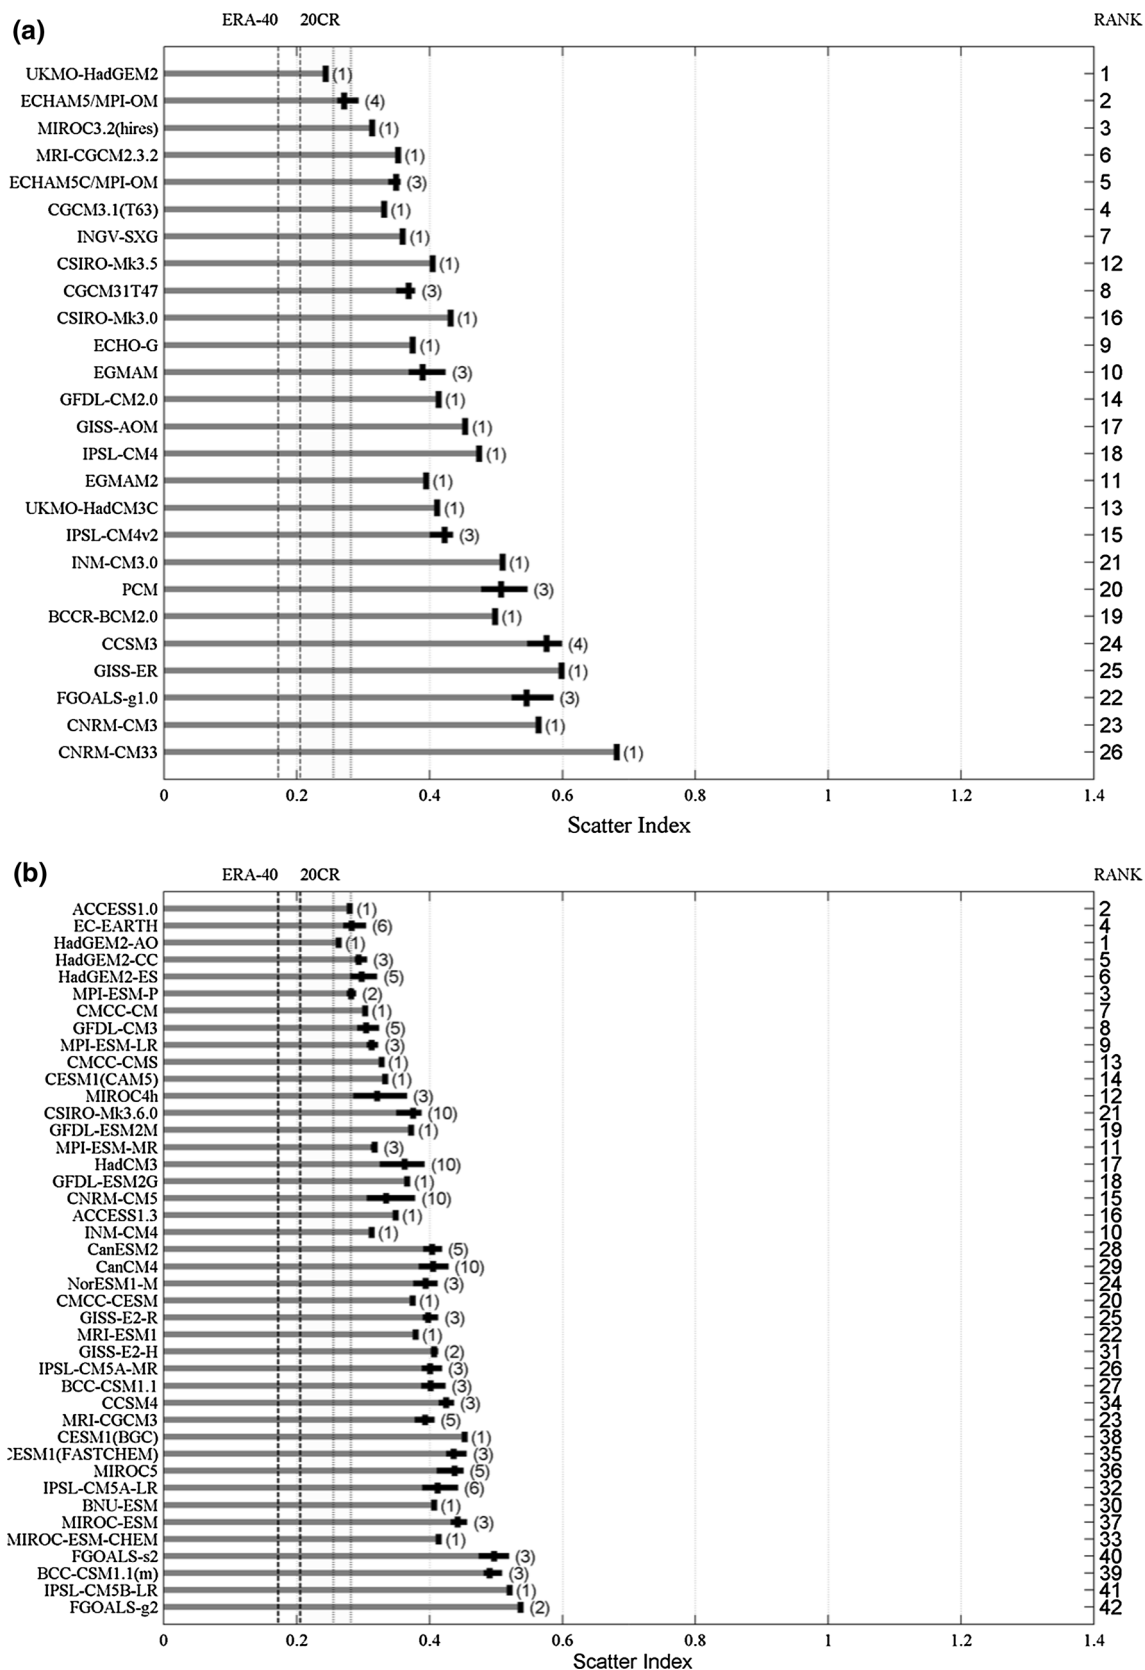 (a) ERA-40 20CR RANK
UKMO-HadGEM2 (1) 1
ECHAM5/MPI-OM (4) 2
MIROC3.2(hires) (1) 3
MRI-CGCM2.3.2 (1) 6
ECHAM5C/MPI-OM (3) 5
CGCM3.1(T63) (1) 4
INGV-SXG (1) 7
CSIRO-Mk3.5 (1) 12
CGCM31T47 (3) 8
CSIRO-Mk3.0 (1) 16
ECHO-G (1) 9
EGMAM (3) 10
GFDL-CM2.0 (1) 14
GISS-AOM (1) 17
IPSL-CM4 (1) 18
EGMAM2 (1) 11
UKMO-HadCM3C (1) 13
IPSL-CM4v2 (3) 15
INM-CM3.0 (1) 21
PCM (3) 20
BCCR-BCM2.0 (1) 19
CCSM3 (4) 24
GISS-ER (1) 25
FGOALS-g1.0 (3) 22
CNRM-CM3 (1) 23
CNRM-CM33 (1) 26
0 0.2 0.4 0.6 0.8 1 1.2 1.4
Scatter Index
(b) ERA-40 20CR RANK
ACCESS1.0 (1) 2
EC-EARTH (6) 4
HadGEM2-AO (1) 1
HadGEM2-CC (3) 5
HadGEM2-ES (5) 6
MPI-ESM-P (2) 3
CMCC-CM (1) 7
GFDL-CM3 (5) 8
MPI-ESM-LR (3) 9
CMCC-CMS (1) 13
CESM1(CAM5) (1) 14
MIROC4h (3) 12
CSIRO-Mk3.6.0 (10) 21
GFDL-ESM2M (1) 19
MPI-ESM-MR (3) 11
HadCM3 (10) 17
GFDL-ESM2G (1) 18
CNRM-CM5 (10) 15
ACCESS1.3 (1) 16
INM-CM4 (1) 10
CanESM2 (5) 28
CanCM4 (10) 29
NorESM1-M (3) 24
CMCC-CESM (1) 20
GISS-E2-R (3) 25
MRI-ESM1 (1) 22
GISS-E2-H (2) 31
IPSL-CM5A-MR (3) 26
BCC-CSM1.1 (3) 27
CCSM4 (3) 34
MRI-CGCM3 (5) 23
CESM1(BGC) (1) 38
CESM1(FASTCHEM) (3) 35
MIROC5 (5) 36
IPSL-CM5A-LR (6) 32
BNU-ESM (1) 30
MIROC-ESM (3) 37
MIROC-ESM-CHEM (1) 33
FGOALS-s2 (3) 40
BCC-CSM1.1(m) (3) 39
IPSL-CM5B-LR (1) 41
FGOALS-g2 (2) 42
0 0.2 0.4 0.6 0.8 1 1.2 1.4
Scatter Index